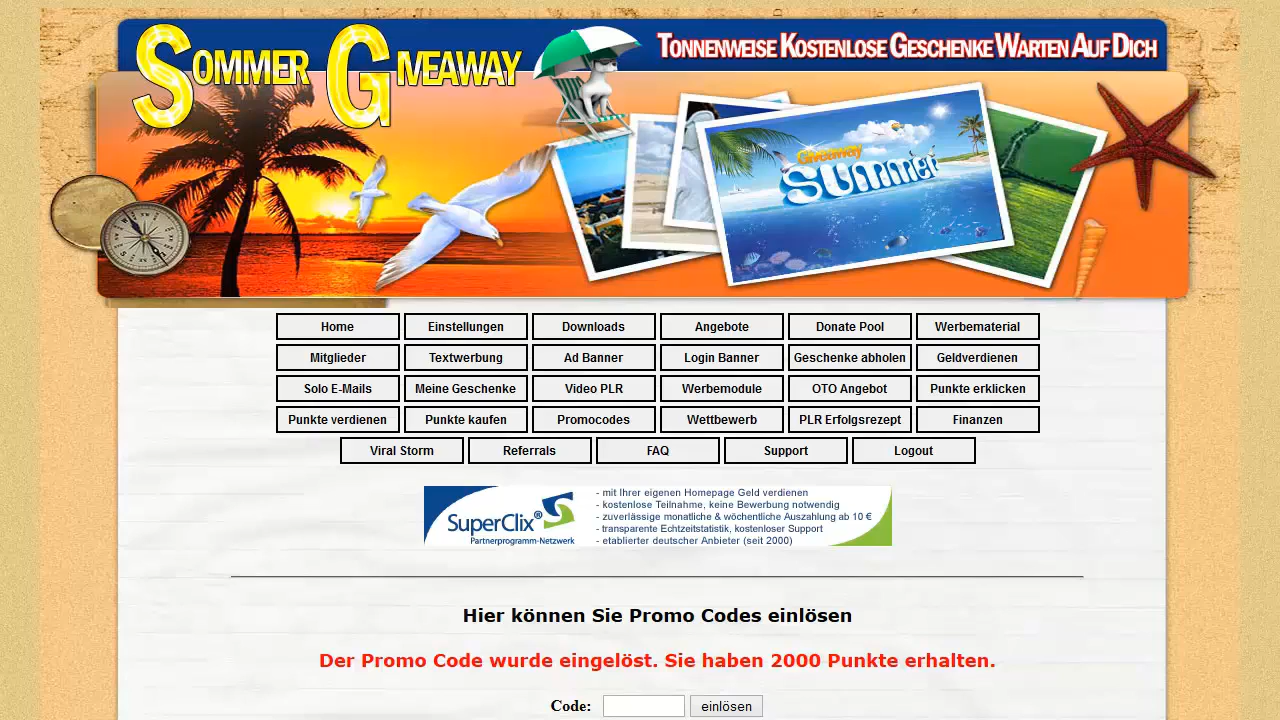 Sommer Giveaway
Tonnenweise Kostenlose Geschenke Warten Auf Dich
Giveaway
Summer
Home Einstellungen Downloads Angebote Donate Pool Werbematerial
Mitglieder Textwerbung Ad Banner Login Banner Geschenke abholen Geldverdienen
Solo E-Mails Meine Geschenke Video PLR Werbemodule OTO Angebot Punkte erklicken
Punkte verdienen Punkte kaufen Promocodes Wettbewerb PLR Erfolgsrezept Finanzen
Viral Storm Referrals FAQ Support Logout
SuperClix®
Partnerprogramm-Netzwerk
- mit Ihrer eigenen Homepage Geld verdienen
- kostenlose Teilnahme, keine Bewerbung notwendig
- zuverlässige monatliche & wöchentliche Auszahlung ab 10 €
- transparente Echtzeitstatistik, kostenloser Support
- etablierter deutscher Anbieter (seit 2000)
Hier können Sie Promo Codes einlösen
Der Promo Code wurde eingelöst. Sie haben 2000 Punkte erhalten.
Code: einlösen